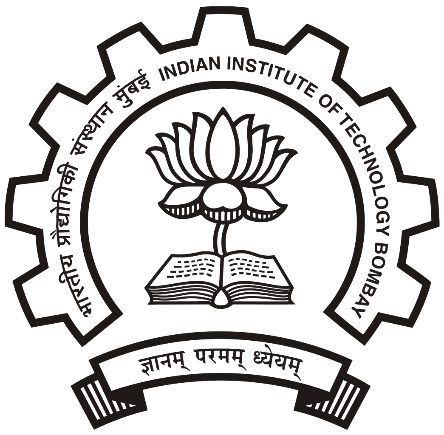 भारतीय प्रौद्योगिकी संस्थान मुंबई
INDIAN INSTITUTE OF TECHNOLOGY BOMBAY
ज्ञानम् परमम् ध्येयम्